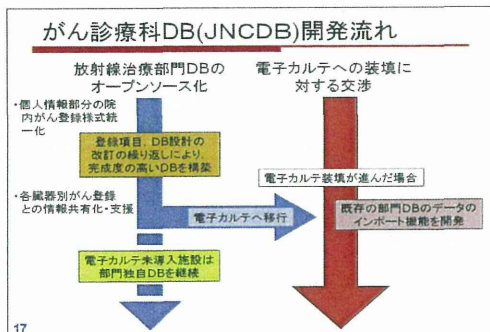 がん診療科DB(JNCDB)開発流れ
放射線治療部門DBの
オープンソース化
電子カルテへの装填に
対する交渉
・個人情報部分の院
内がん登録様式統
一化
登録項目、DB設計の
改訂の繰り返しにより、
完成度の高いDBを構築
・各臓器別がん登録
との情報共有化・支援
電子カルテ装填が進んだ場合
電子カルテへ移行
既存の部門DBのデータの
インポート機能を開発
電子カルテ未導入施設は
部門独自DBを継続
17